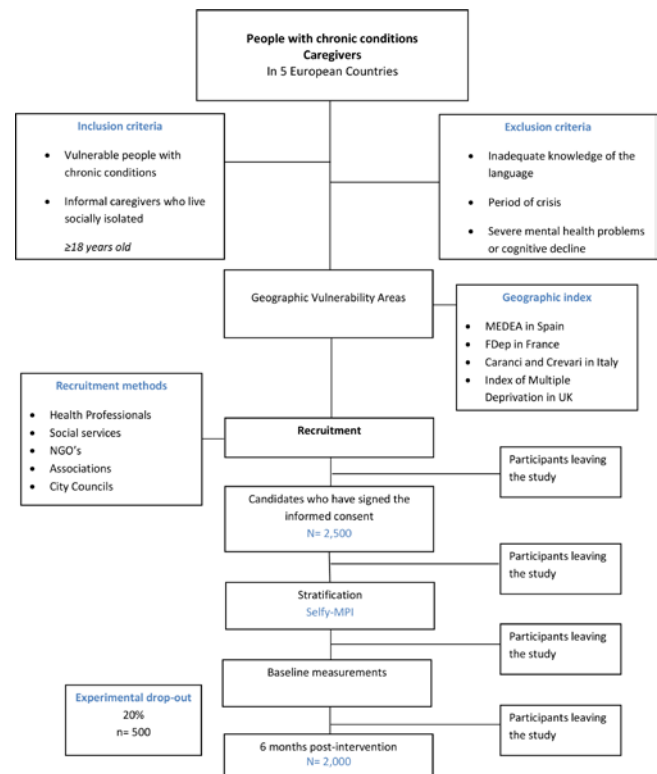 People with chronic conditions
Caregivers
In 5 European Countries
Inclusion criteria
• Vulnerable people with
chronic conditions
• Informal caregivers who live
socially isolated
≥18 years old
Exclusion criteria
• Inadequate knowledge of the
language
• Period of crisis
• Severe mental health problems
or cognitive decline
Geographic Vulnerability Areas
Geographic index
• MEDEA in Spain
• FDep in France
• Caranci and Crevari in Italy
• Index of Multiple
Deprivation in UK
Recruitment methods
• Health Professionals
• Social services
• NGO's
• Associations
• City Councils
Recruitment
Participants leaving
the study
Candidates who have signed the
informed consent
N= 2,500
Participants leaving
the study
Stratification
Selfy-MPI
Participants leaving
the study
Baseline measurements
Experimental drop-out
20%
n= 500
Participants leaving
the study
6 months post-intervention
N= 2,000